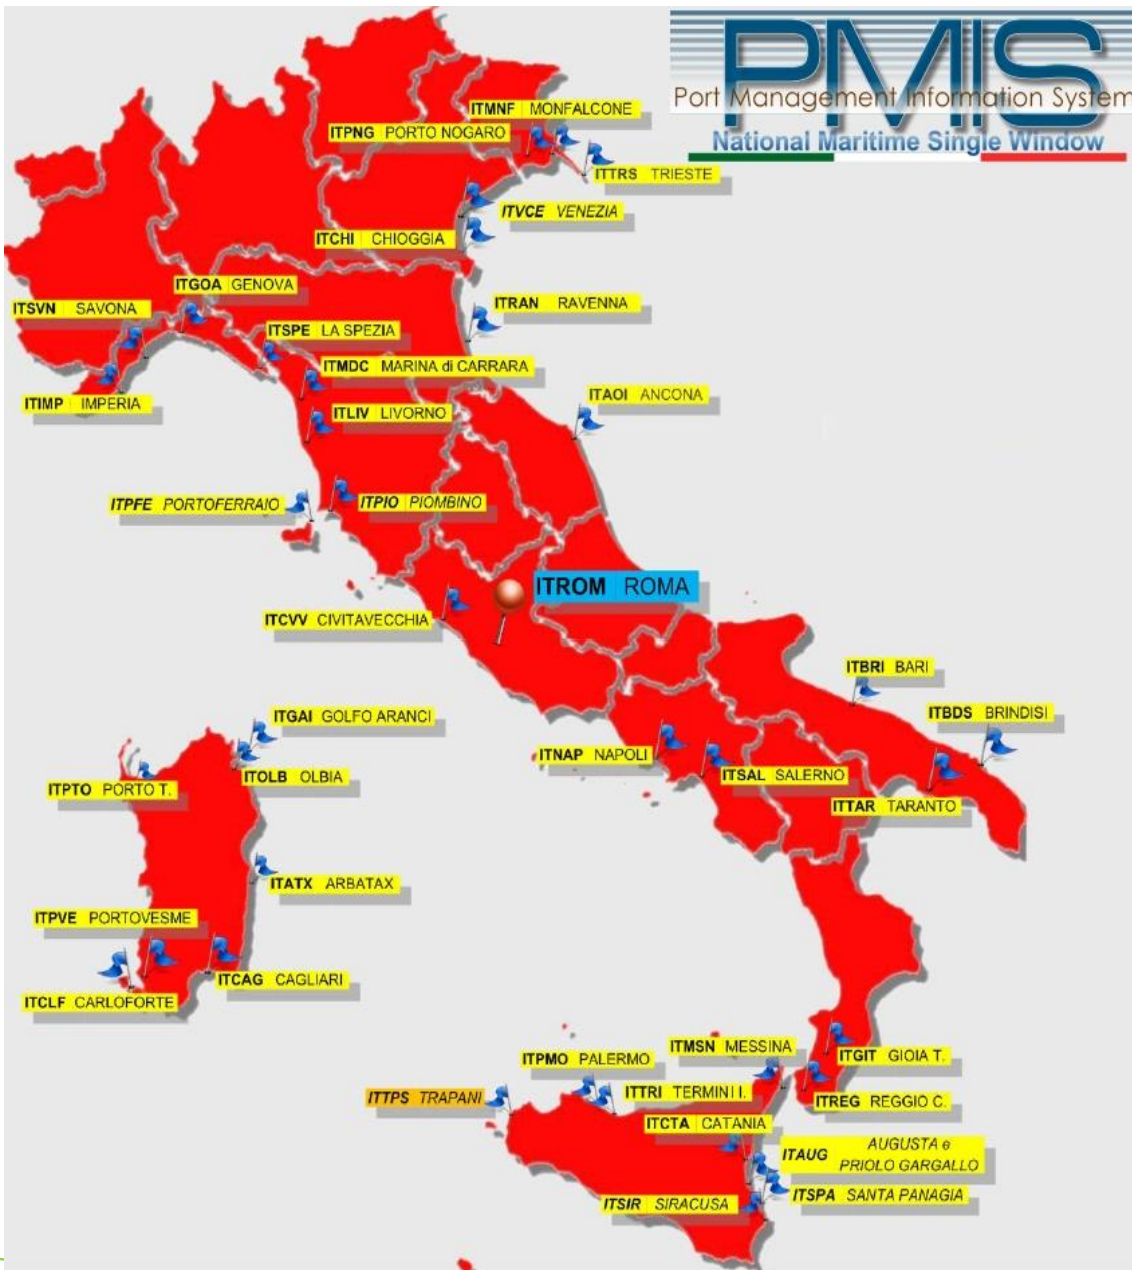 PMIS
Port Management Information System
National Maritime Single Window
ITMNF MONFALCONE
ITPNG PORTO NOGARO
ITTRS TRIESTE
ITVCE VENEZIA
ITCHI CHIOGGIA
ITGOA GENOVA
ITSVN SAVONA
ITRAN RAVENNA
ITSPE LA SPEZIA
ITMDC MARINA di CARRARA
ITIMP IMPERIA
ITLIV LIVORNO
ITAOI ANCONA
ITPFE PORTOFERRAIO
ITPIO PIOMBINO
ITROM ROMA
ITCVV CIVITAVECCHIA
ITBRI BARI
ITGAI GOLFO ARANCI
ITBDS BRINDISI
ITNAP NAPOLI
ITOLB OLBIA
ITSAL SALERNO
ITPTO PORTO T.
ITTAR TARANTO
ITATX ARBATAX
ITPVE PORTOVESME
ITCAG CAGLIARI
ITCLF CARLOFORTE
ITMSN MESSINA
ITPMO PALERMO
ITGIT GIOIA T.
ITTPS TRAPANI
ITTRI TERMINI I.
ITREG REGGIO C.
ITCTA CATANIA
ITAUG AUGUSTA e
PRIOLO GARGALLO
ITSPA SANTA PANAGIA
ITSIR SIRACUSA